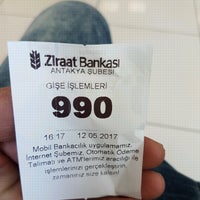 Ziraat Bankası
ANTAKYA ŞUBESİ
GİŞE İŞLEMLERİ
990
16:17 12.05.2017
Mobil Bankacılık uygulamamız,
İnternet Şubemiz, Otomatik Ödeme
Talimatı ve ATM'lerimiz aracılığı ile
işlemlerinizi gerçekleştirin,
zamanınız size kalsın!